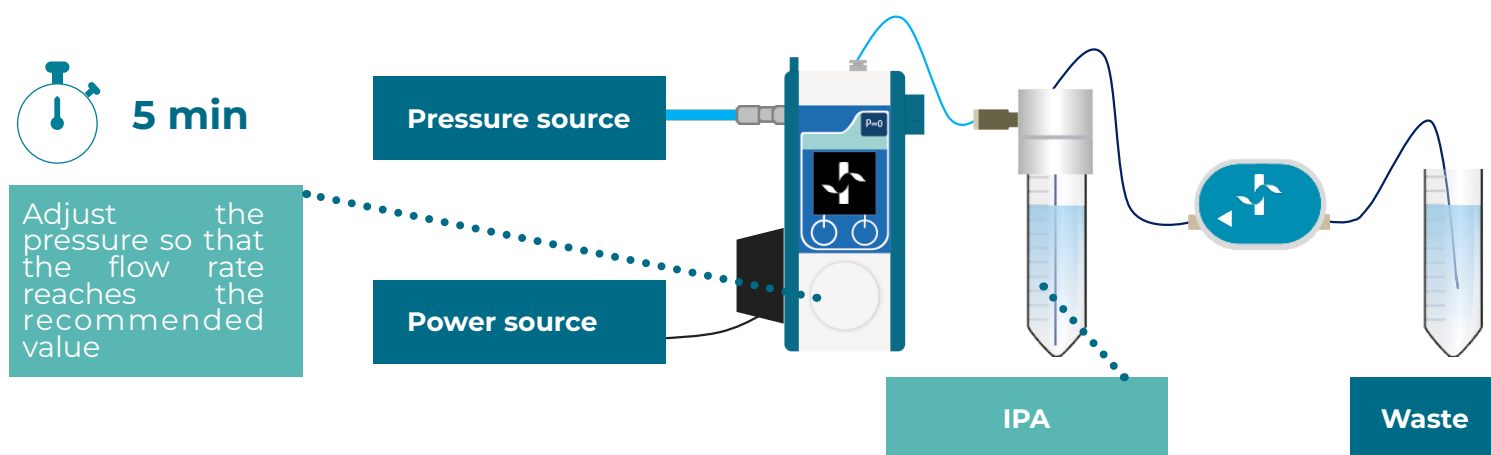 5 min
Adjust the
pressure so that
the flow rate
reaches the
recommended
value
Pressure source
Power source
P=0
IPA
Waste